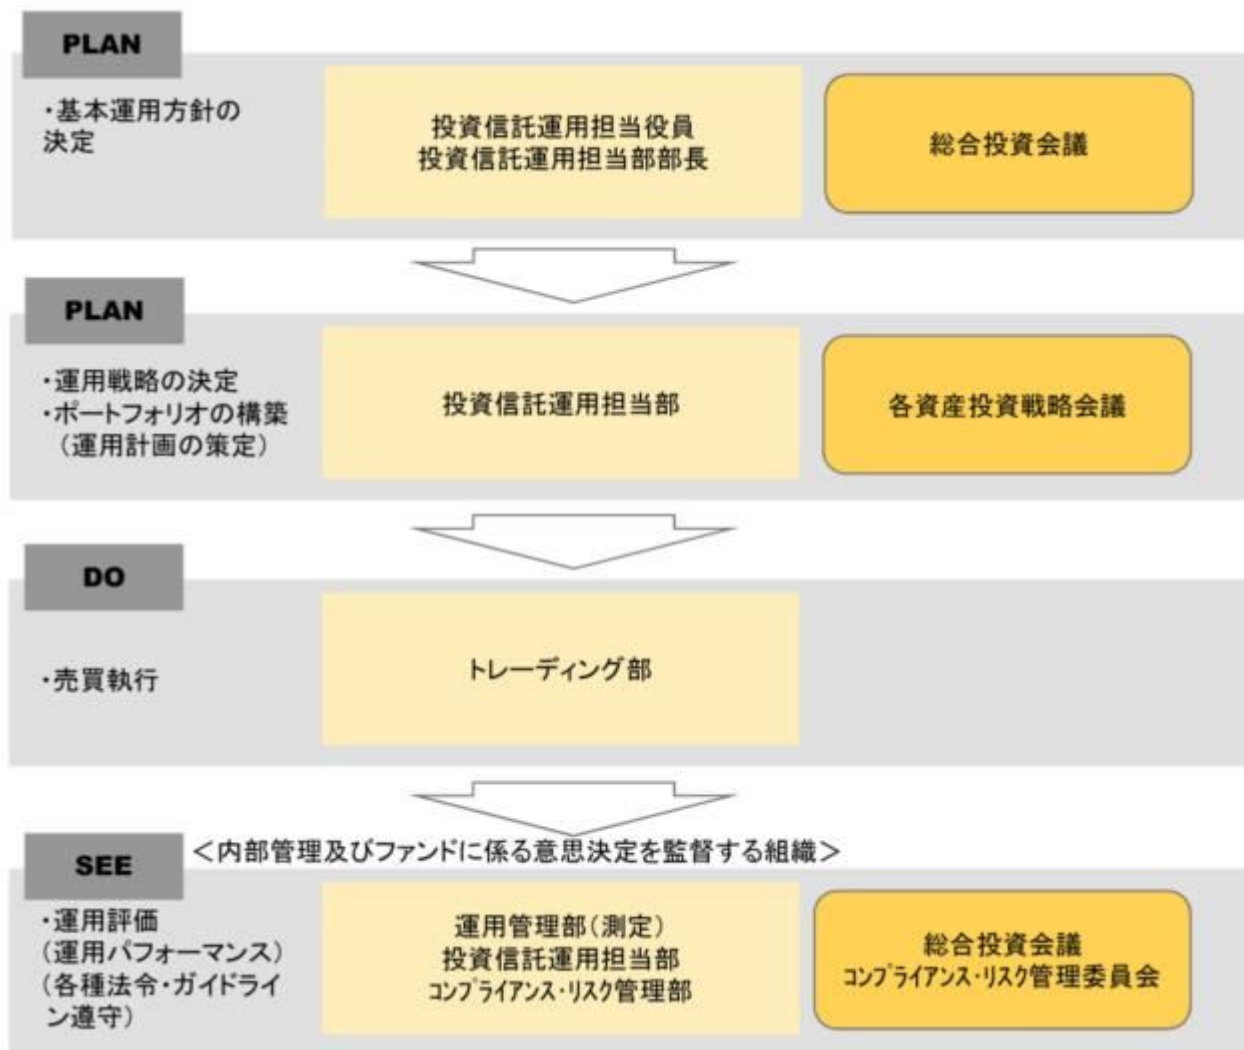 PLAN
・基本運用方針の
決定
投資信託運用担当役員
投資信託運用担当部部長
総合投資会議
PLAN
・運用戦略の決定
・ポートフォリオの構築
（運用計画の策定）
投資信託運用担当部
各資産投資戦略会議
DO
・売買執行
トレーディング部
SEE
＜内部管理及びファンドに係る意思決定を監督する組織＞
・運用評価
（運用パフォーマンス）
（各種法令・ガイドライ
ン遵守）
運用管理部（測定）
投資信託運用担当部
ｺﾝﾌﾟﾗｲｱﾝｽ・ﾘｽｸ管理部
総合投資会議
ｺﾝﾌﾟﾗｲｱﾝｽ・ﾘｽｸ管理委員会